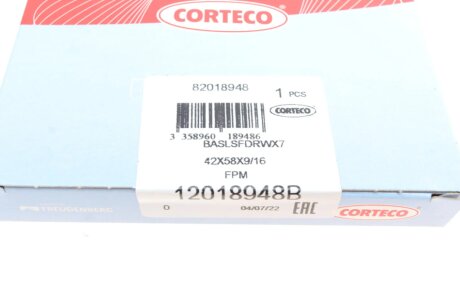 CORTECO
82018948
1 PCS
CORTECO
3 358960 189486
BASLSFDRWX7
42X58X9/16
FPM
12018948B
0 04/07/22 EAC
FREUDENBERG
CORTECO